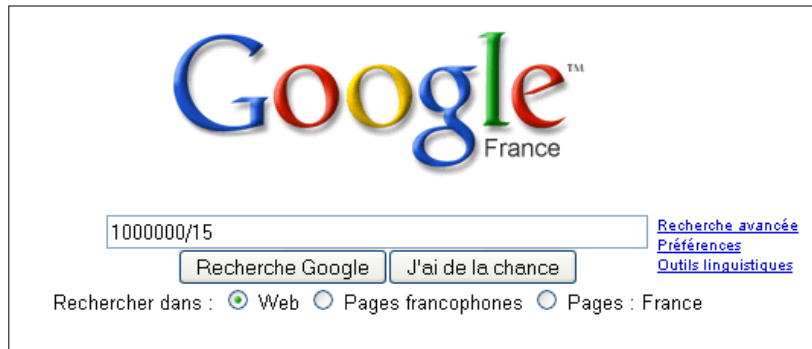 Google™
France
1000000/15
Recherche avancée
Préférences
Outils linguistiques
Recherche Google J'ai de la chance
Rechercher dans : Web Pages francophones Pages : France